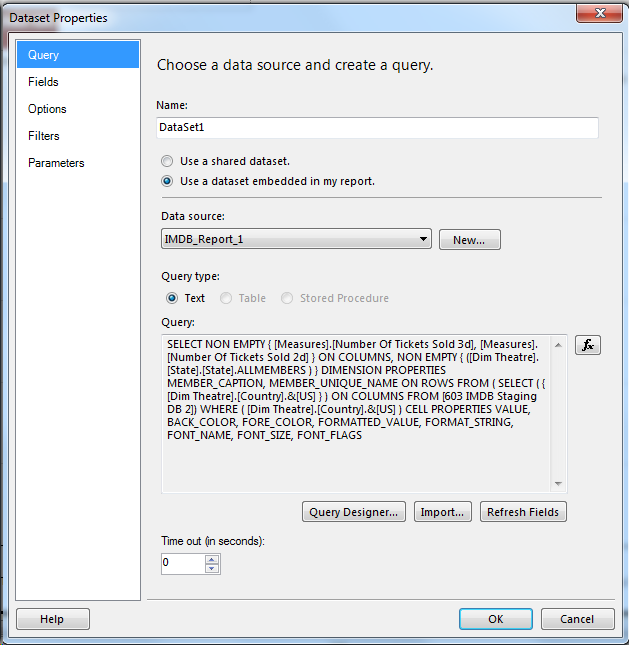 Dataset Properties
Query
Fields
Options
Filters
Parameters
Choose a data source and create a query.
Name:
DataSet1
Use a shared dataset.
Use a dataset embedded in my report.
Data source:
IMDB_Report_1
New...
Query type:
Text
Table
Stored Procedure
Query:
SELECT NON EMPTY { [Measures].[Number Of Tickets Sold 3d], [Measures].
[Number Of Tickets Sold 2d] } ON COLUMNS, NON EMPTY { ([Dim Theatre].
[State].[State].ALLMEMBERS ) } DIMENSION PROPERTIES
MEMBER_CAPTION, MEMBER_UNIQUE_NAME ON ROWS FROM ( SELECT ( {
[Dim Theatre].[Country].&[US] } ) ON COLUMNS FROM [603 IMDB Staging
DB 2]) WHERE ( [Dim Theatre].[Country].&[US] ) CELL PROPERTIES VALUE,
BACK_COLOR, FORE_COLOR, FORMATTED_VALUE, FORMAT_STRING,
FONT_NAME, FONT_SIZE, FONT_FLAGS
fx
Query Designer...
Import...
Refresh Fields
Time out (in seconds):
0
Help
OK
Cancel